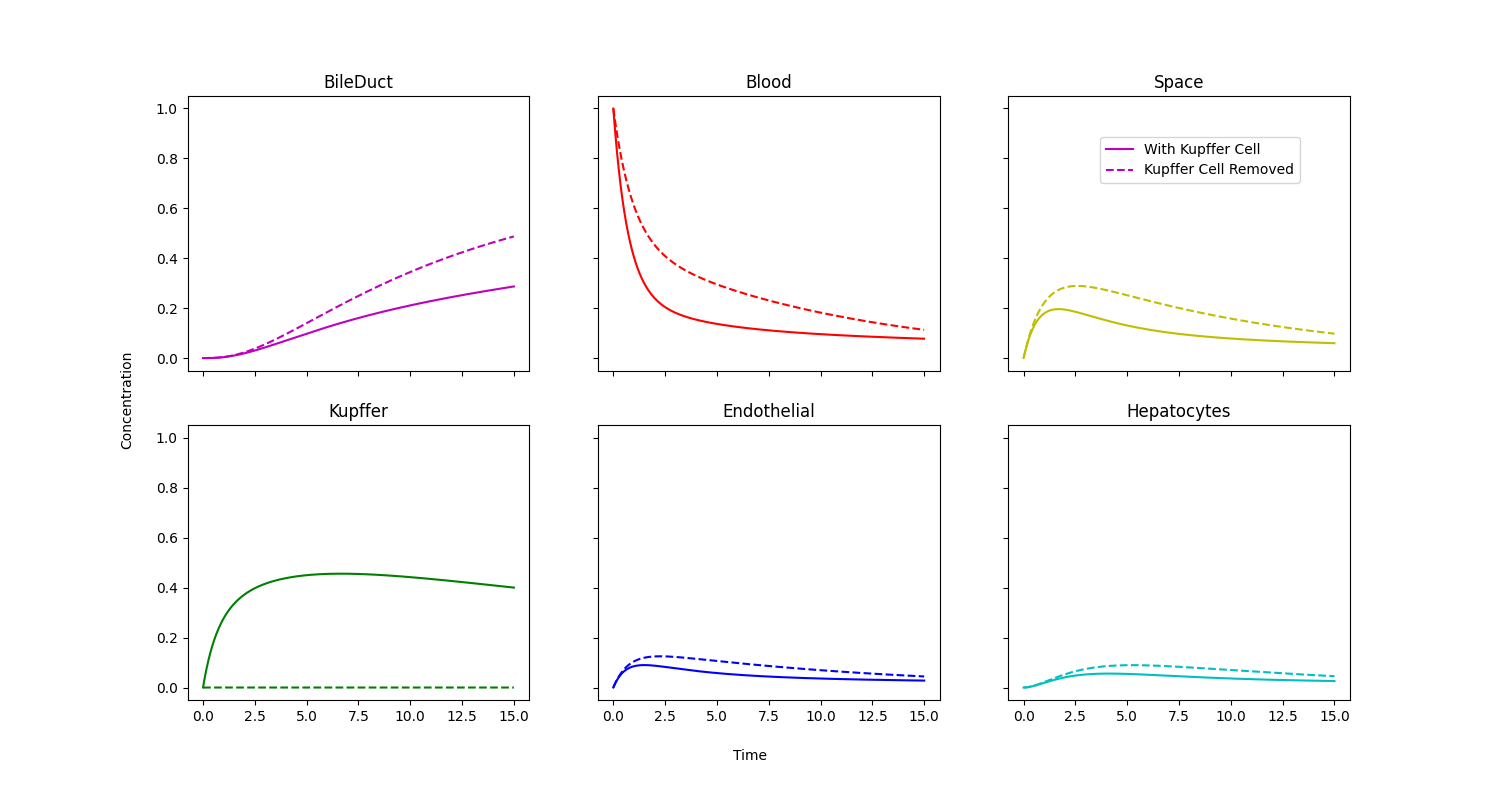 BileDuct
Blood
Space
1.0
0.8
0.6
0.4
0.2
0.0
With Kupffer Cell
Kupffer Cell Removed
Concentration
Kupffer
Endothelial
Hepatocytes
1.0
0.8
0.6
0.4
0.2
0.0
0.0 2.5 5.0 7.5 10.0 12.5 15.0
0.0 2.5 5.0 7.5 10.0 12.5 15.0
0.0 2.5 5.0 7.5 10.0 12.5 15.0
Time